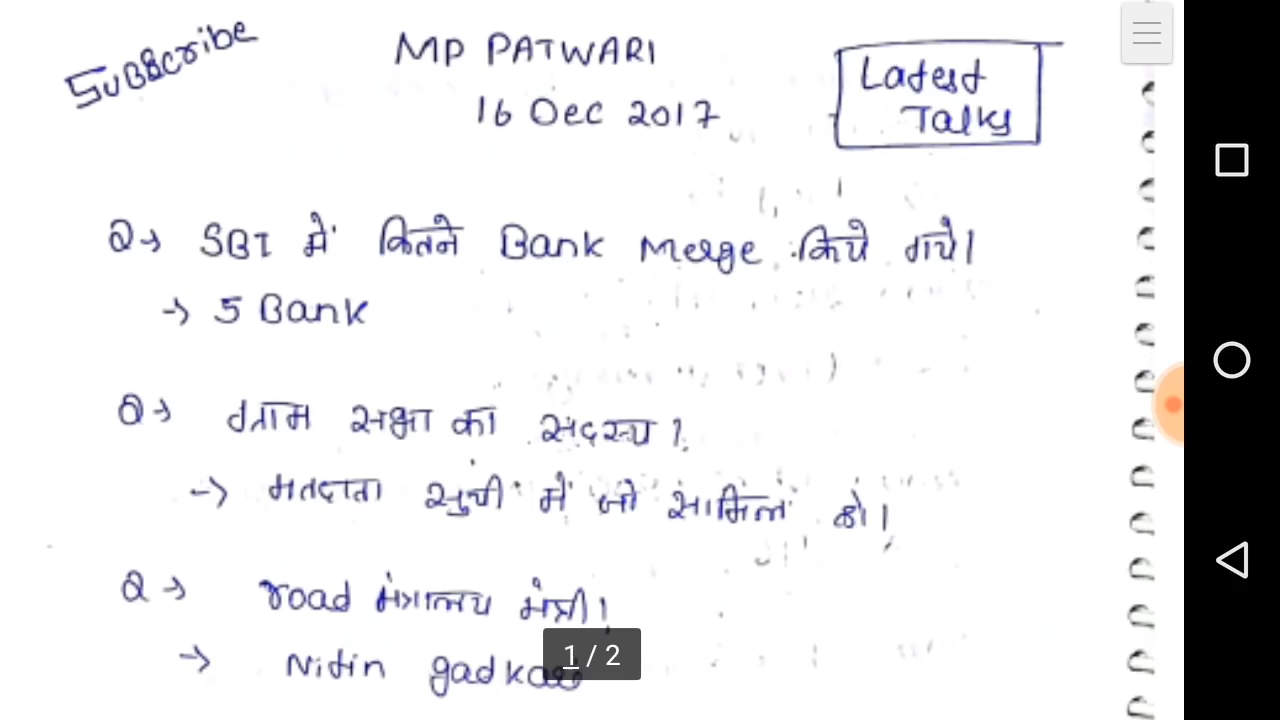 SUBSCribe
MP PATWARI
16 Dec 2017
Latest
Talks
Q→ SBI में कितने Bank Merge किये गये।
→ 5 Bank
Q→ ग्राम सभा का सदस्य।
→ मतदाता सुची में जो सामिल हो।
Q→ road मंत्रालय मंत्री।
→ Nitin gadkari
1 / 2